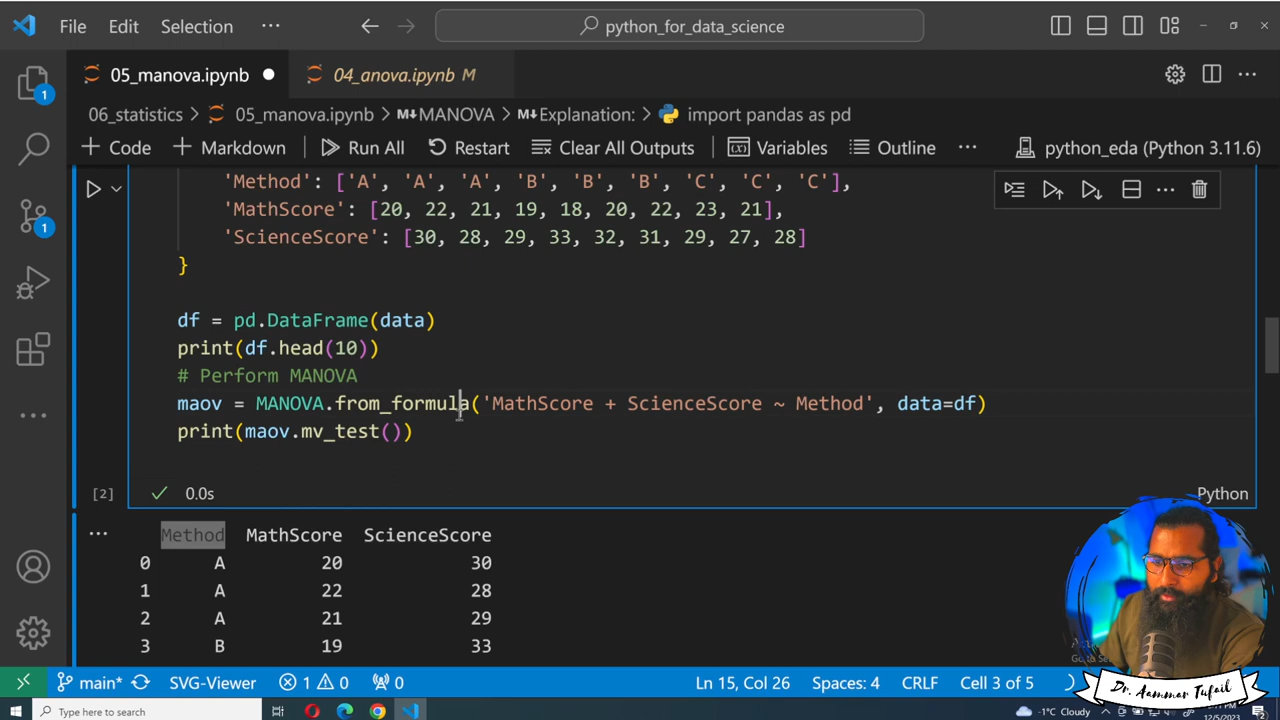 File Edit Selection ··· python_for_data_science
05_manova.ipynb 04_anova.ipynb M
06_statistics > 05_manova.ipynb > MANOVA > Explanation: > import pandas as pd
+ Code + Markdown Run All Restart Clear All Outputs Variables Outline ··· python_eda (Python 3.11.6)
'Method': ['A', 'A', 'A', 'B', 'B', 'B', 'C', 'C', 'C'],
'MathScore': [20, 22, 21, 19, 18, 20, 22, 23, 21],
'ScienceScore': [30, 28, 29, 33, 32, 31, 29, 27, 28]
}
df = pd.DataFrame(data)
print(df.head(10))
# Perform MANOVA
maov = MANOVA.from_formula('MathScore + ScienceScore ~ Method', data=df)
print(maov.mv_test())
[2] 0.0s Python
Method MathScore ScienceScore
0 A 20 30
1 A 22 28
2 A 21 29
3 B 19 33
main* SVG-Viewer 1 0 0 Ln 15, Col 26 Spaces: 4 CRLF Cell 3 of 5
Dr. Aammar Tufail
Type here to search -1°C Cloudy 12/5/2023
1
1